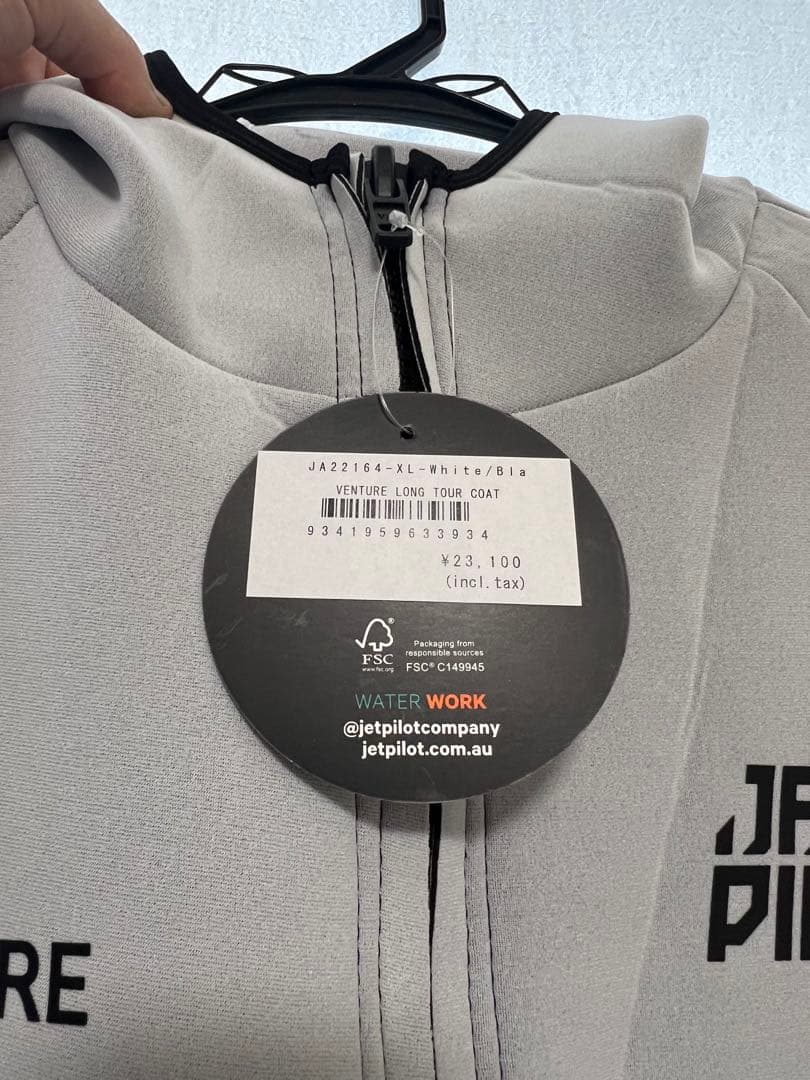 JA22164-XL-White/Bla
VENTURE LONG TOUR COAT
9341959633934
¥23,100
(incl.tax)
FSC®
www.fsc.org
Packaging from
responsible sources
FSC® C149945
WATER WORK
@jetpilotcompany
jetpilot.com.au